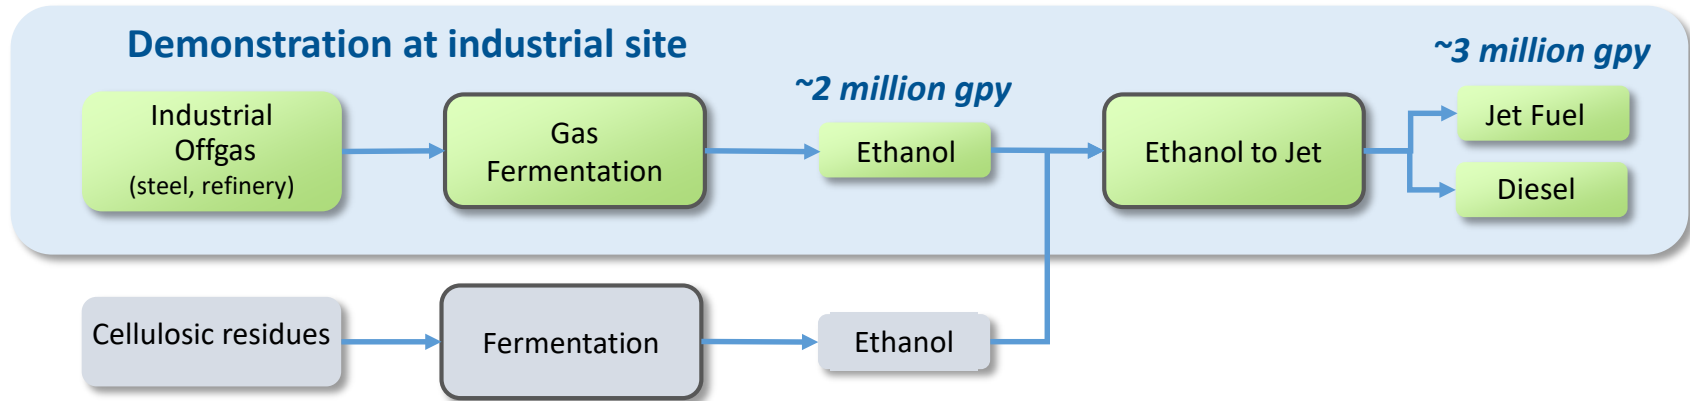 Demonstration at industrial site
~3 million gpy
~2 million gpy
Industrial
Offgas
(steel, refinery)
Gas
Fermentation
Ethanol
Ethanol to Jet
Jet Fuel
Diesel
Cellulosic residues
Fermentation
Ethanol